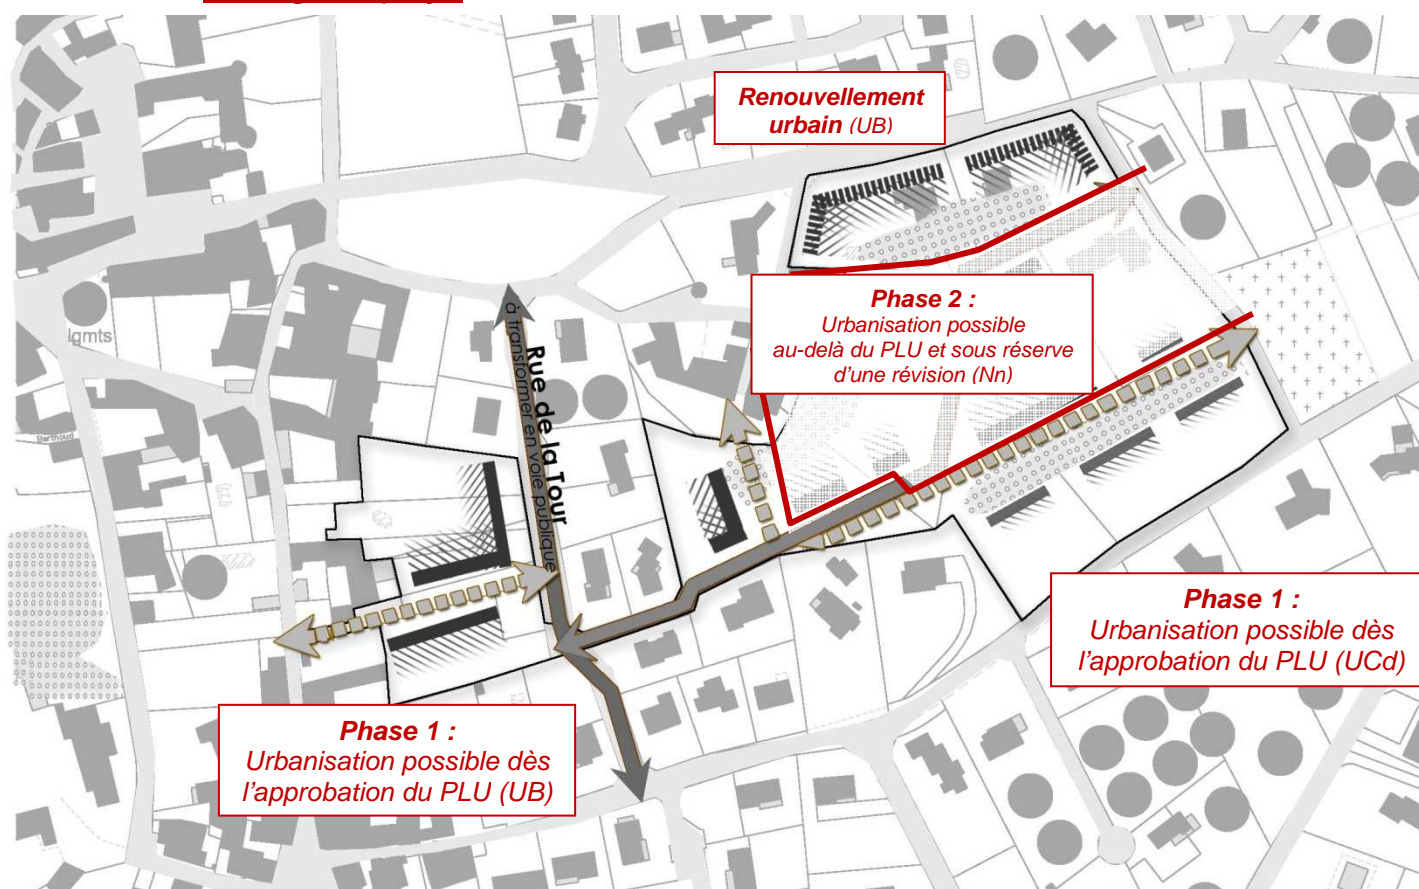 Renouvellement
urbain (UB)
Phase 2 :
Urbanisation possible
au-delà du PLU et sous réserve
d’une révision (Nn)
lgmts
Rue de la Tour
à transformer en voie publique
Barthoud
Phase 1 :
Urbanisation possible dès
l’approbation du PLU (UCd)
Phase 1 :
Urbanisation possible dès
l’approbation du PLU (UB)